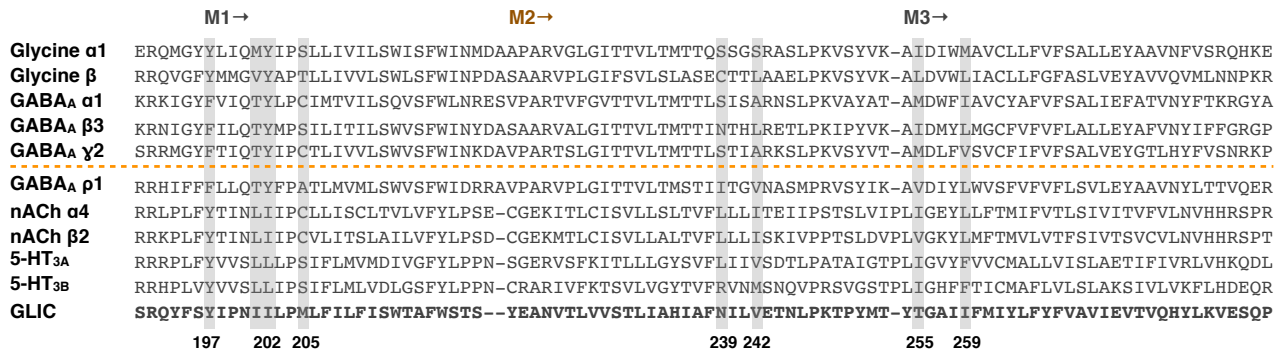 M1→ M2→ M3→
Glycine α1 ERQMGYYLIQMYIPSLLIVILSWISFWINMDAAPARVGLGITTVLTMTTQSSGSRASLPKVSYVK-AIDIWMAVCLLFVFSALLEYAAVNFVSRQHKE
Glycine β RRQVGFYMMGVYAPTLLIVVLSWLSFWINPDASAARVPLGIFSVLSLASECTTLAAELPKVSYVK-ALDVWLIACLLFGFASLVEYAVVQVMLNNPKR
GABAA α1 KRKIGYFVIQTYLPCIMTVILSQVSFWLNRESVPARTVFGVTTVLTMTTLSISARNSLPKVAYAT-AMDWFIAVCYAFVFSALIEFATVNYFTKRGYA
GABAA β3 KRNIGYFILQTYMPSILITILSWVSFWINYDASAARVALGITTVLTMTTINTHLRETLPKIPYVK-AIDMYLMGCFVFVFLALLEYAFVNYIFFGRGP
GABAA ɣ2 SRRMGYFTIQTYIPCTLIVVLSWVSFWINKDAVPARTSLGITTVLTMTTLSTIARKSLPKVSYVT-AMDLFVSVCFIFVFSALVEYGTLHYFVSNRKP
GABAA ρ1 RRHIFFFLLQTYFPATLMVMLSWVSFWIDRRAVPARVPLGITTVLTMSTIITGVNASMPRVSYIK-AVDIYLWVSFVFVFLSVLEYAAVNYLTTVQER
nACh α4 RRLPLFYTINLIIPCLLISCLTVLVFYLPSE-CGEKITLCISVLLSLTVFLLLITEIIPSTSLVIPLIGEYLLFTMIFVTLSIVITVFVLNVHHRSPR
nACh β2 RRKPLFYTINLIIPCVLITSLAILVFYLPSD-CGEKMTLCISVLLALTVFLLLISKIVPPTSLDVPLVGKYLMFTMVLVTFSIVTSVCVLNVHHRSPT
5-HT3A RRRPLFYVVSLLLPSIFLMVMDIVGFYLPPN-SGERVSFKITLLLGYSVFLIIVSDTLPATAIGTPLIGVYFVVCMALLVISLAETIFIVRLVHKQDL
5-HT3B RRHPLVYVVSLLIPSIFLMLVDLGSFYLPPN-CRARIVFKTSVLVGYTVFRVNMSNQVPRSVGSTPLIGHFFTICMAFLVLSLAKSIVLVKFLHDEQR
GLIC SRQYFSYIPNIILPMLFILFISWTAFWSTS--YEANVTLVVSTLIAHIAFNILVETNLPKTPYMT-YTGAIIFMIYLFYFVAVIEVTVQHYLKVESQP
197 202 205 239 242 255 259